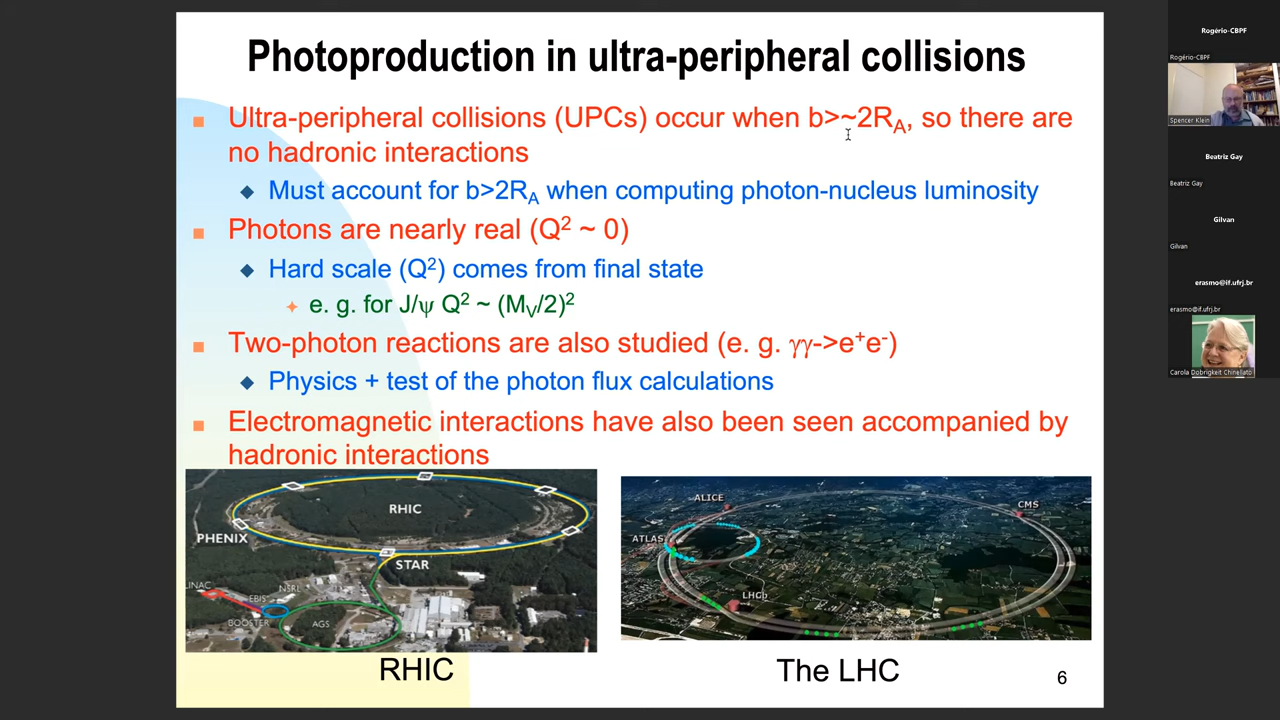 Photoproduction in ultra-peripheral collisions
Ultra-peripheral collisions (UPCs) occur when b>~2R_A, so there are
no hadronic interactions
Must account for b>2R_A when computing photon-nucleus luminosity
Photons are nearly real (Q² ~ 0)
Hard scale (Q²) comes from final state
e. g. for J/ψ Q² ~ (M_V/2)²
Two-photon reactions are also studied (e. g. γγ->e⁺e⁻)
Physics + test of the photon flux calculations
Electromagnetic interactions have also been seen accompanied by
hadronic interactions
RHIC
PHENIX
STAR
LINAC
NSRL
EBIS
BOOSTER
AGS
RHIC
ALICE
CMS
ATLAS
LHCb
The LHC
6
Rogério-CBPF
Rogério-CBPF
Spencer Klein
Beatriz Gay
Beatriz Gay
Gilvan
Gilvan
erasmo@if.ufrj.br
erasmo@if.ufrj.br
Carola Dobrigkeit Chinellato